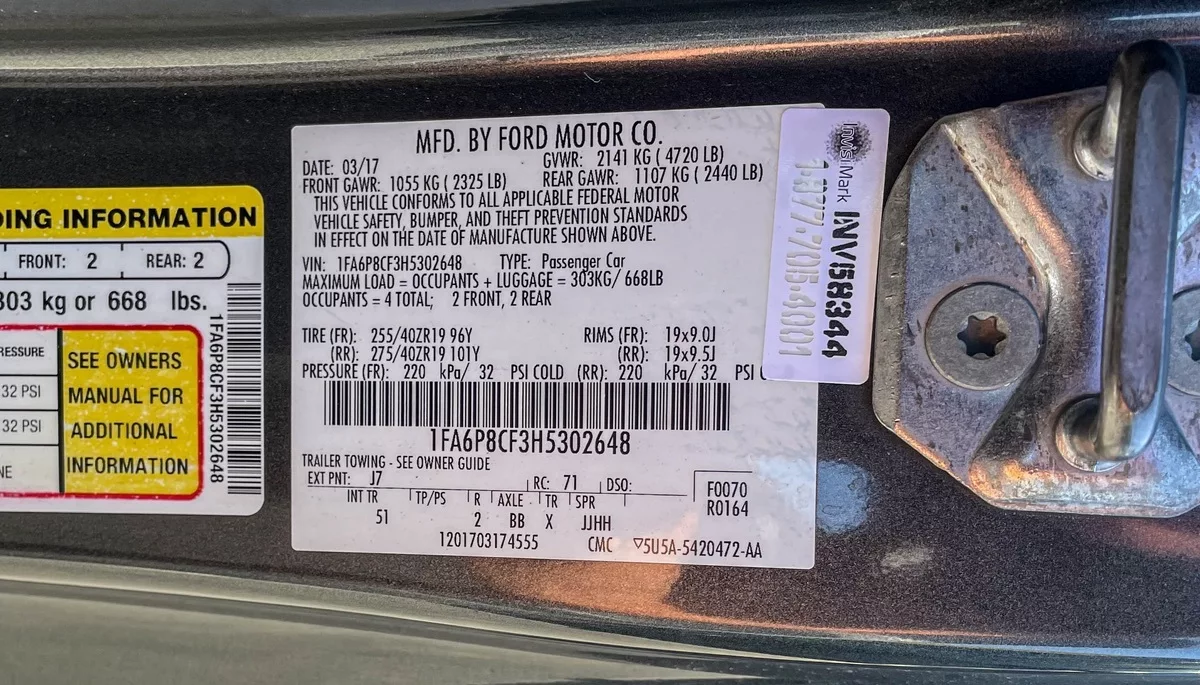 DING INFORMATION
FRONT: 2 REAR: 2
303 kg or 668 lbs.
RESSURE
32 PSI
32 PSI
NE
SEE OWNERS
MANUAL FOR
ADDITIONAL
INFORMATION
1FA6P8CF3H5302648
MFD. BY FORD MOTOR CO.
DATE: 03/17 GVWR: 2141 KG ( 4720 LB)
FRONT GAWR: 1055 KG ( 2325 LB) REAR GAWR: 1107 KG ( 2440 LB)
THIS VEHICLE CONFORMS TO ALL APPLICABLE FEDERAL MOTOR
VEHICLE SAFETY, BUMPER, AND THEFT PREVENTION STANDARDS
IN EFFECT ON THE DATE OF MANUFACTURE SHOWN ABOVE.
VIN: 1FA6P8CF3H5302648 TYPE: Passenger Car
MAXIMUM LOAD = OCCUPANTS + LUGGAGE = 303KG/ 668LB
OCCUPANTS = 4 TOTAL; 2 FRONT, 2 REAR
TIRE (FR): 255/40ZR19 96Y RIMS (FR): 19x9.0J
(RR): 275/40ZR19 101Y (RR): 19x9.5J
PRESSURE (FR): 220 kPa/ 32 PSI COLD (RR): 220 kPa/ 32 PSI C
1FA6P8CF3H5302648
TRAILER TOWING - SEE OWNER GUIDE
EXT PNT: J7 RC: 71 DSO:
INT TR TP/PS R AXLE TR SPR
51 2 BB X JJHH
F0070
R0164
1201703174555 CMC ▽5U5A-5420472-AA
InVisiMark
INV158344